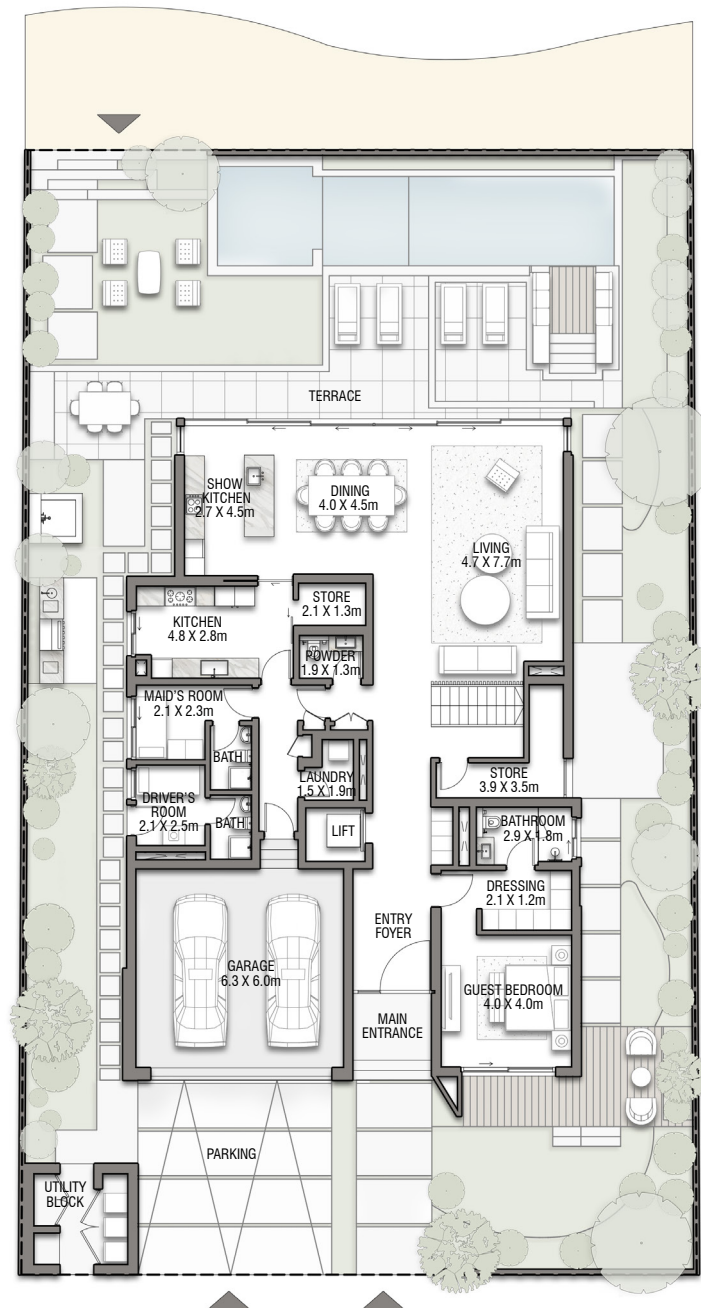 TERRACE
SHOW
KITCHEN
2.7 X 4.5m
DINING
4.0 X 4.5m
LIVING
4.7 X 7.7m
STORE
2.1 X 1.3m
KITCHEN
4.8 X 2.8m
POWDER
1.9 X 1.3m
MAID'S ROOM
2.1 X 2.3m
BATH
LAUNDRY
1.5 X 1.9m
STORE
3.9 X 3.5m
DRIVER'S
ROOM
2.1 X 2.5m
BATH
LIFT
BATHROOM
2.9 X 1.8m
DRESSING
2.1 X 1.2m
ENTRY
FOYER
GARAGE
6.3 X 6.0m
GUEST BEDROOM
4.0 X 4.0m
MAIN
ENTRANCE
PARKING
UTILITY
BLOCK